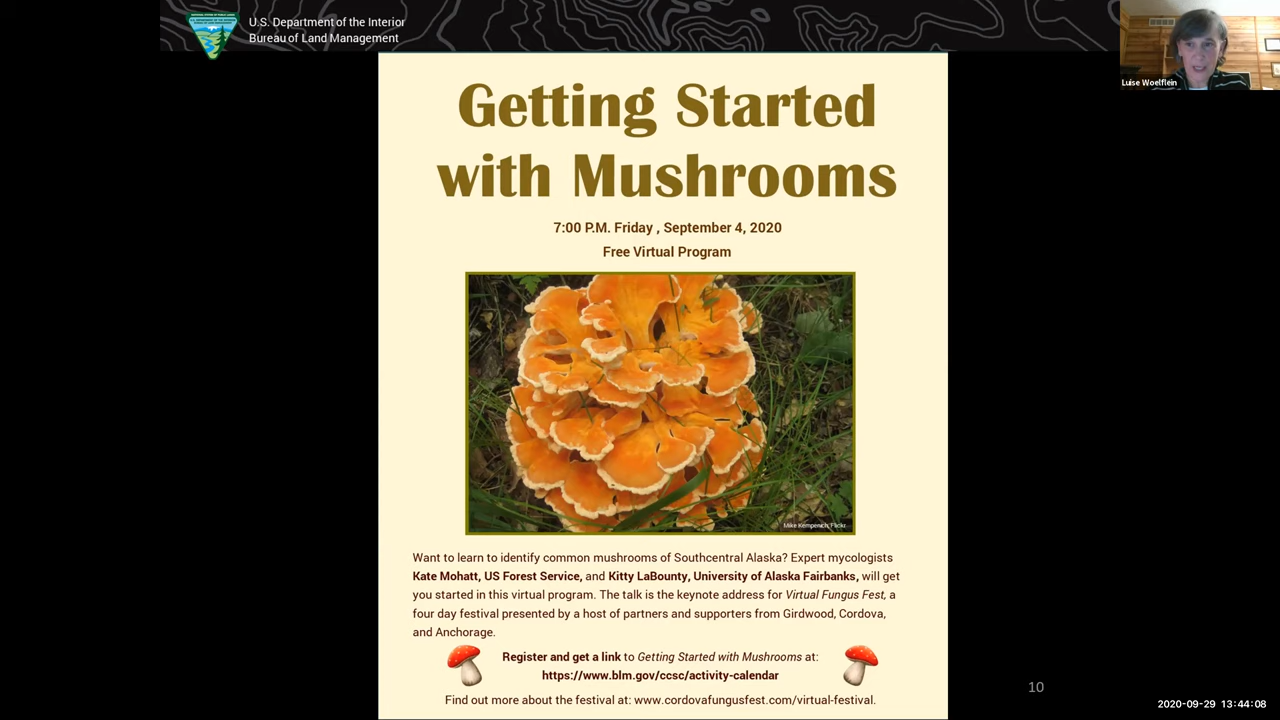 U.S. Department of the Interior
Bureau of Land Management
Luise Woelflein
Getting Started
with Mushrooms
7:00 P.M. Friday , September 4, 2020
Free Virtual Program
Mike Kempenich, Flickr
Want to learn to identify common mushrooms of Southcentral Alaska? Expert mycologists
Kate Mohatt, US Forest Service, and Kitty LaBounty, University of Alaska Fairbanks, will get
you started in this virtual program. The talk is the keynote address for Virtual Fungus Fest, a
four day festival presented by a host of partners and supporters from Girdwood, Cordova,
and Anchorage.
Register and get a link to Getting Started with Mushrooms at:
https://www.blm.gov/ccsc/activity-calendar
Find out more about the festival at: www.cordovafungusfest.com/virtual-festival.
10
2020-09-29 13:44:08